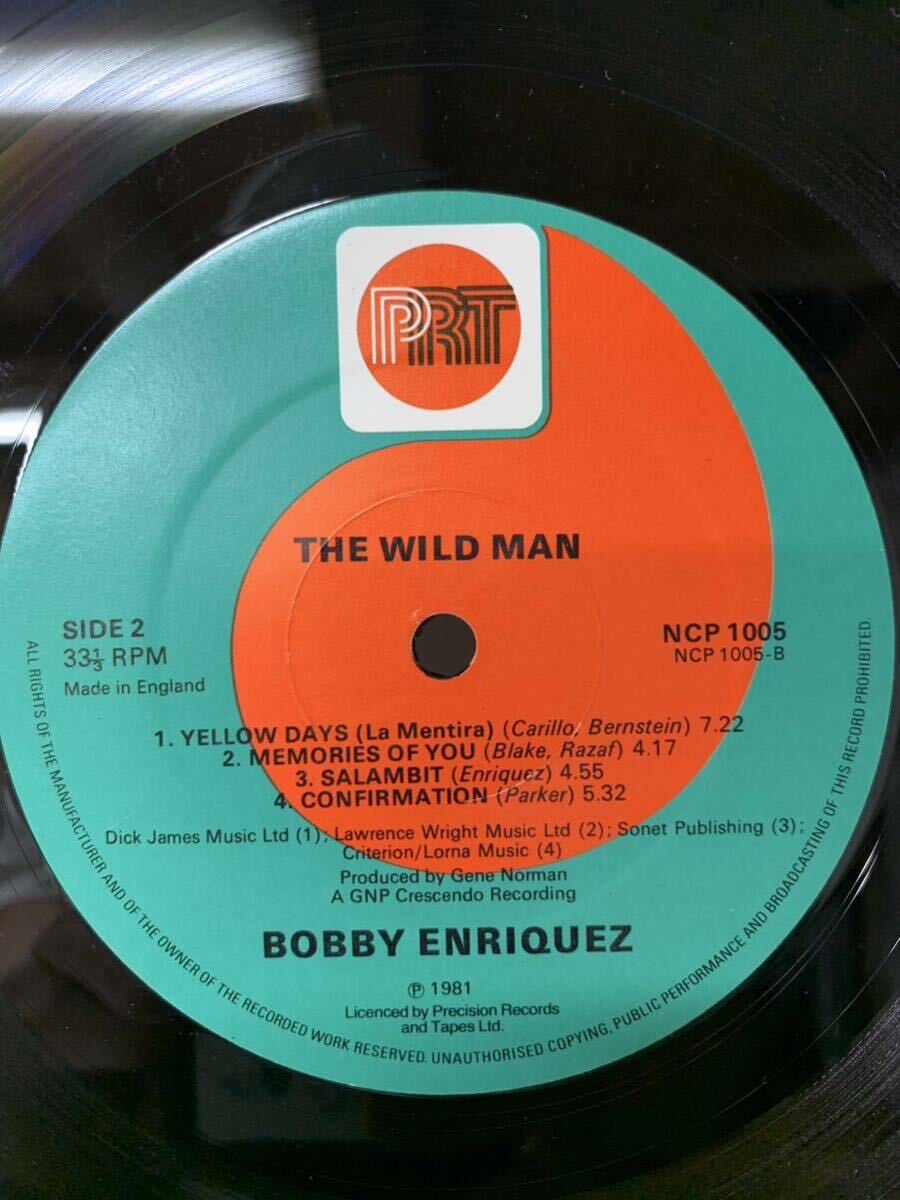 PRT
THE WILD MAN
SIDE 2
33⅓ RPM
Made in England
NCP 1005
NCP 1005-B
1. YELLOW DAYS (La Mentira) (Carillo, Bernstein) 7.22
2. MEMORIES OF YOU (Blake, Razaf) 4.17
3. SALAMBIT (Enriquez) 4.55
4. CONFIRMATION (Parker) 5.32
Dick James Music Ltd (1); Lawrence Wright Music Ltd (2); Sonet Publishing (3);
Criterion/Lorna Music (4)
Produced by Gene Norman
A GNP Crescendo Recording
BOBBY ENRIQUEZ
℗ 1981
Licenced by Precision Records
and Tapes Ltd.
ALL RIGHTS OF THE MANUFACTURER AND OF THE OWNER OF THE RECORDED WORK RESERVED. UNAUTHORISED COPYING, PUBLIC PERFORMANCE AND BROADCASTING OF THIS RECORD PROHIBITED.